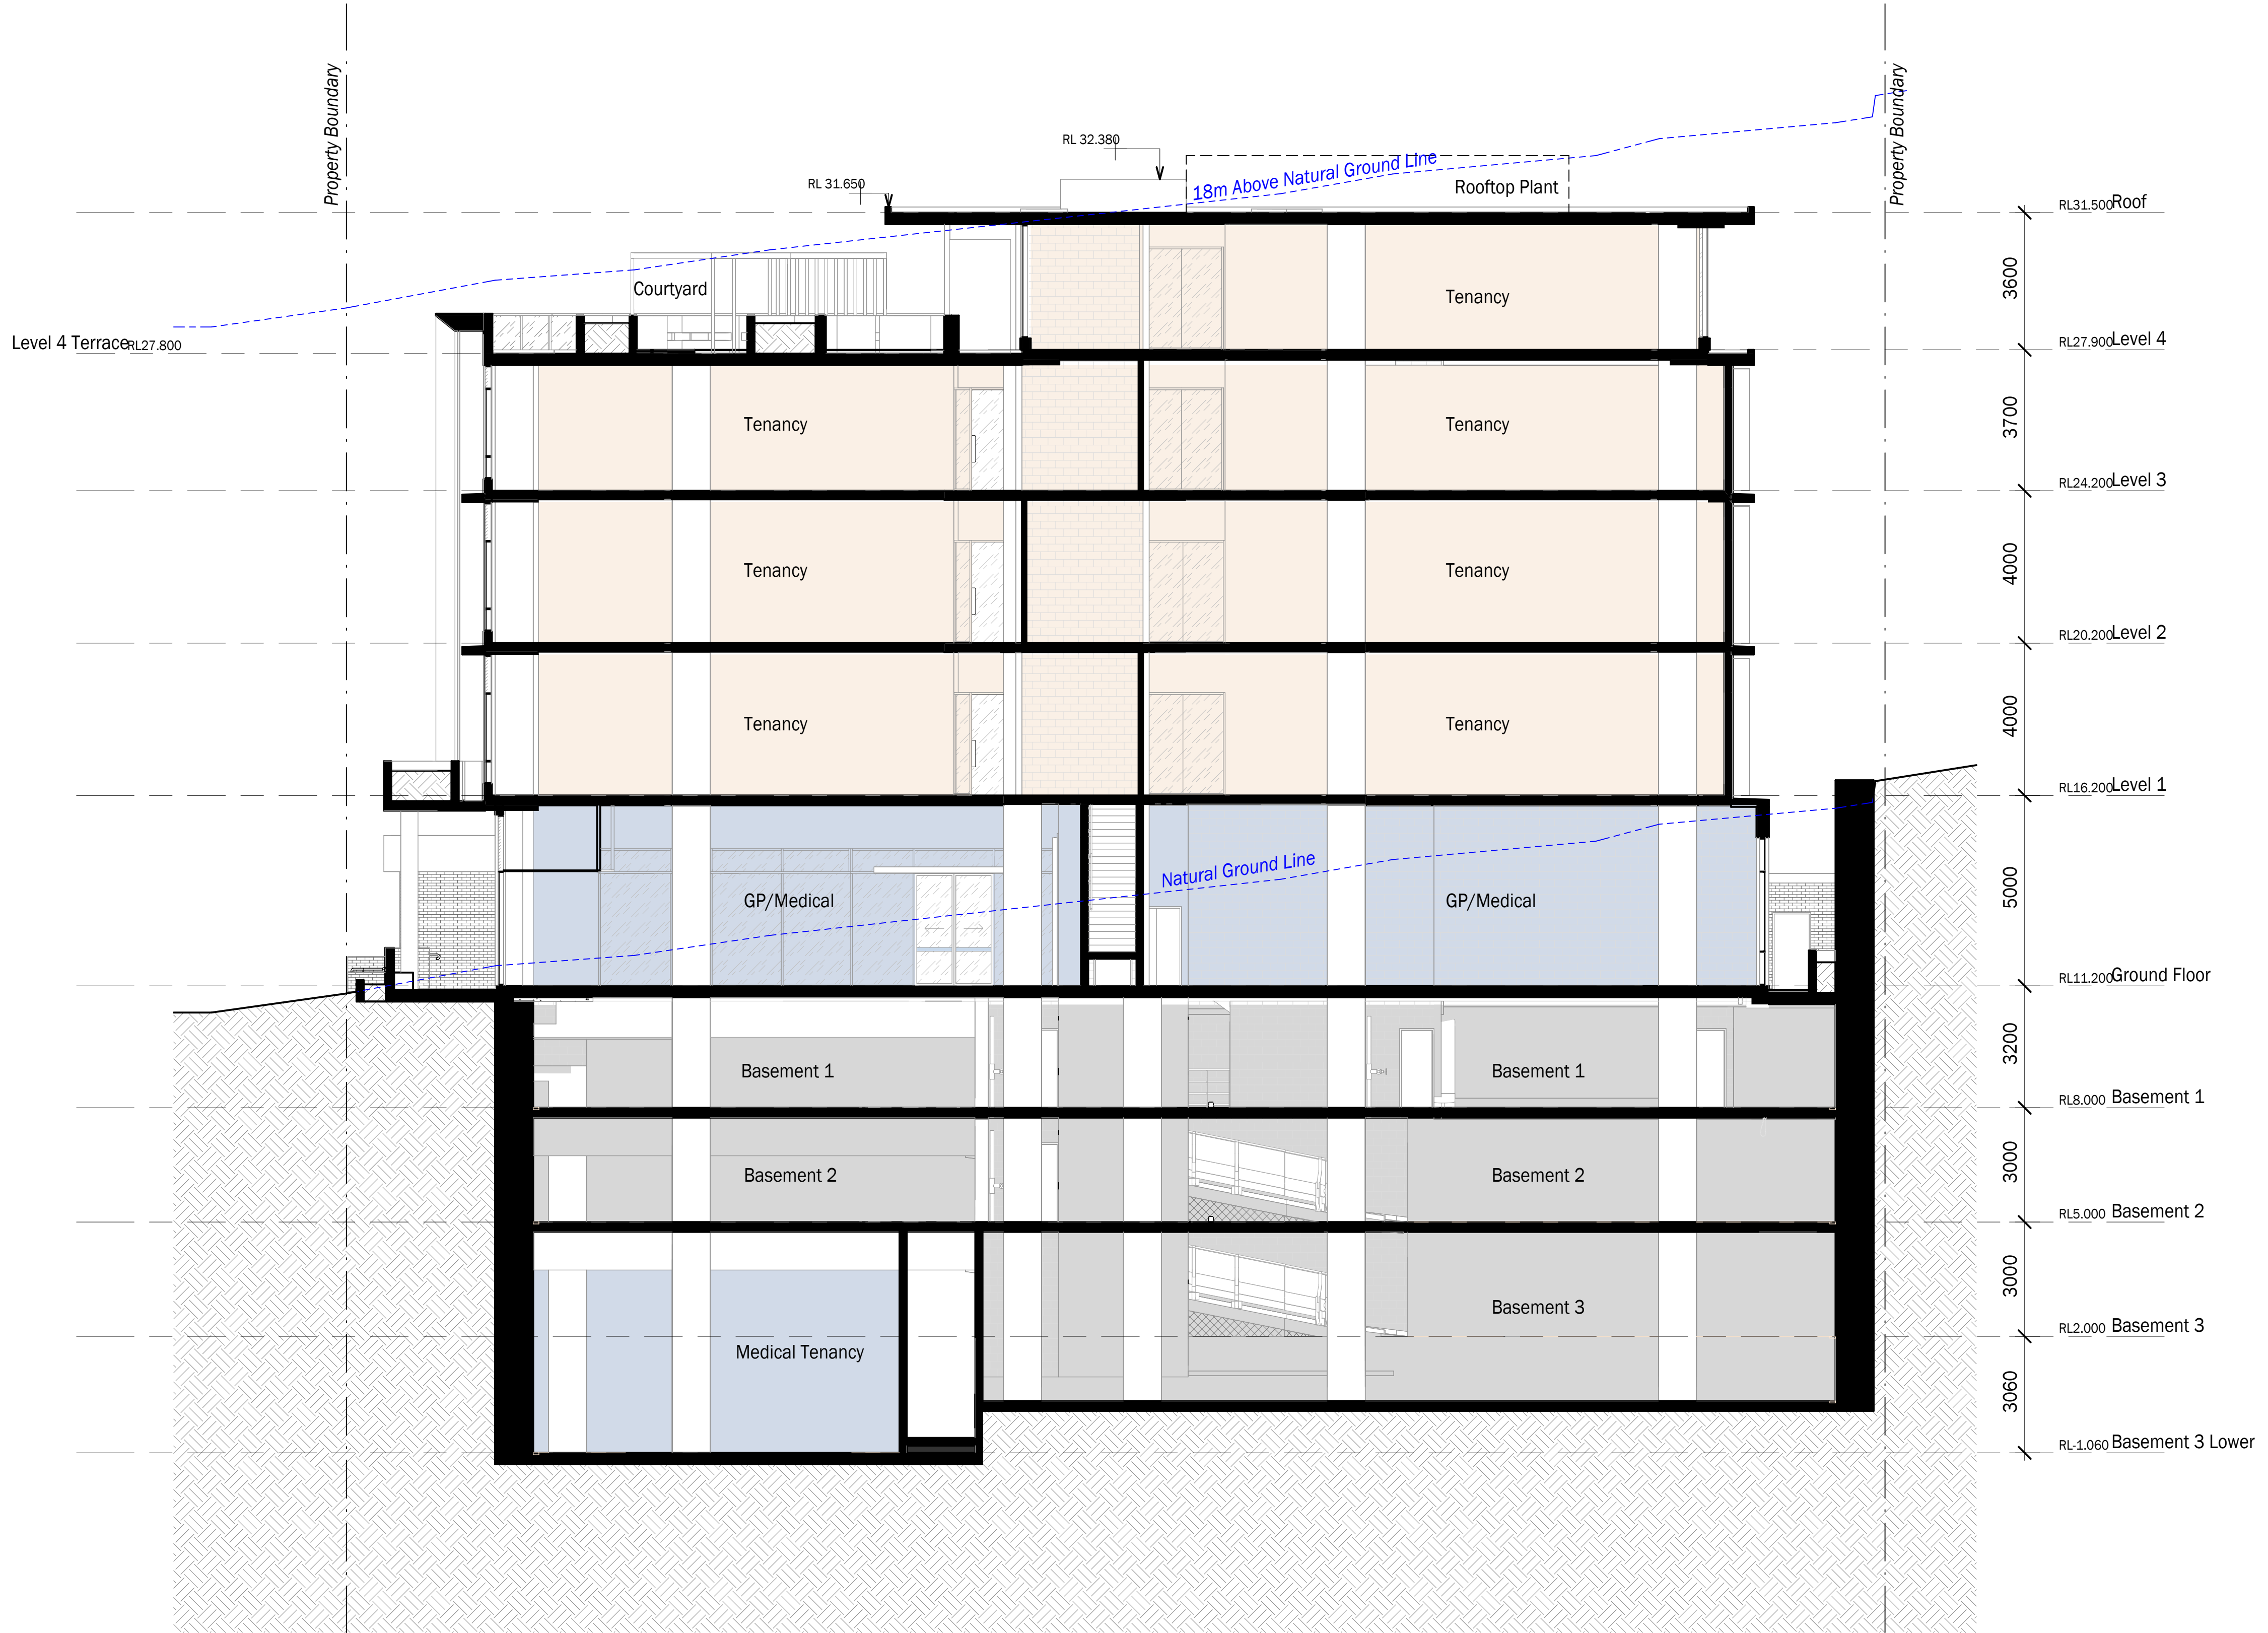 Property Boundary
Property Boundary
RL 32.380
18m Above Natural Ground Line
RL 31.650
Rooftop Plant
RL31.500 Roof
Courtyard
Tenancy
3600
Level 4 Terrace RL27.800
RL27.900 Level 4
Tenancy
Tenancy
3700
RL24.200 Level 3
Tenancy
Tenancy
4000
RL20.200 Level 2
Tenancy
Tenancy
4000
RL16.200 Level 1
Natural Ground Line
GP/Medical
GP/Medical
5000
RL11.200 Ground Floor
Basement 1
Basement 1
3200
RL8.000 Basement 1
Basement 2
Basement 2
3000
RL5.000 Basement 2
Basement 3
3000
RL2.000 Basement 3
Medical Tenancy
3060
RL-1.060 Basement 3 Lower